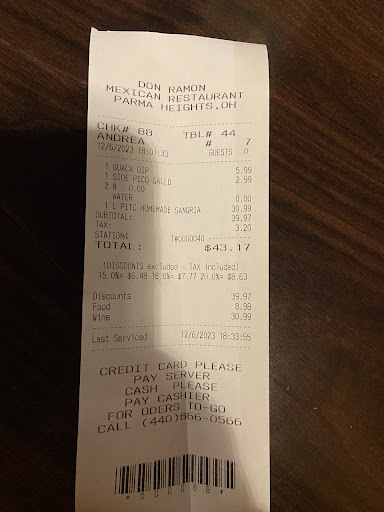 DON RAMON
MEXICAN RESTAURANT
PARMA HEIGHTS,OH
CHK# 88 TBL# 44
ANDREA # 7
12/6/2023 18:01:33 GUESTS 0
1 GUACA DIP 5.99
1 SIDE PICO GALLO 2.99
2 # 0.00
WATER 0.00
1 L PITC HOMEMADE SANGRIA 30.99
SUBTOTAL: 39.97
TAX: 3.20
STATION4 T#0000040
TOTAL: $43.17
(DISCOUNTS excluded - TAX included)
15.0%= $6.48 18.0%= $7.77 20.0%= $8.63
Discounts 39.97
Food 8.98
Wine 30.99
Last Serviced 12/6/2023 18:33:55
CREDIT CARD PLEASE
PAY SERVER
CASH PLEASE
PAY CASHIER
FOR ODERS TO-GO
CALL (440)866-0566
*000088*